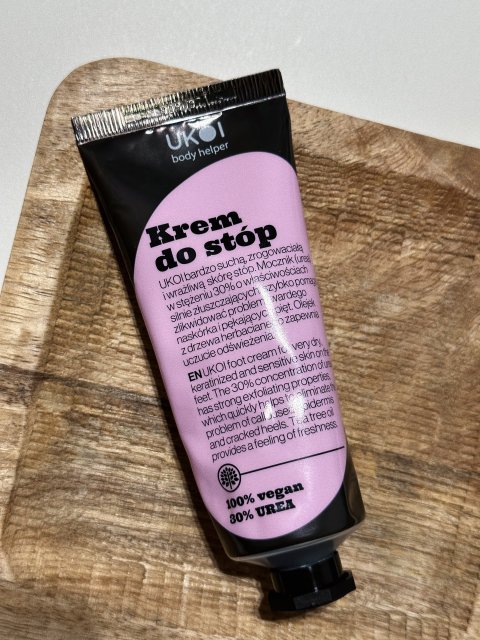 UKOI
body helper
Krem
do stóp
UKOI bardzo suchą, zrogowaciałą
i wrażliwą skórę stóp. Mocznik (urea)
w stężeniu 30% o właściwościach
silnie złuszczających szybko pomaga
zlikwidować problem twardego
naskórka i pękających pięt. Olejek
z drzewa herbacianego zapewnia
uczucie odświeżenia.
EN UKOI foot cream for very dry,
keratinized and sensitive skin on the
feet. The 30% concentration of urea
has strong exfoliating properties,
which quickly helps to eliminate the
problem of calloused epidermis
and cracked heels. Tea tree oil
provides a feeling of freshness.
100% vegan
30% UREA